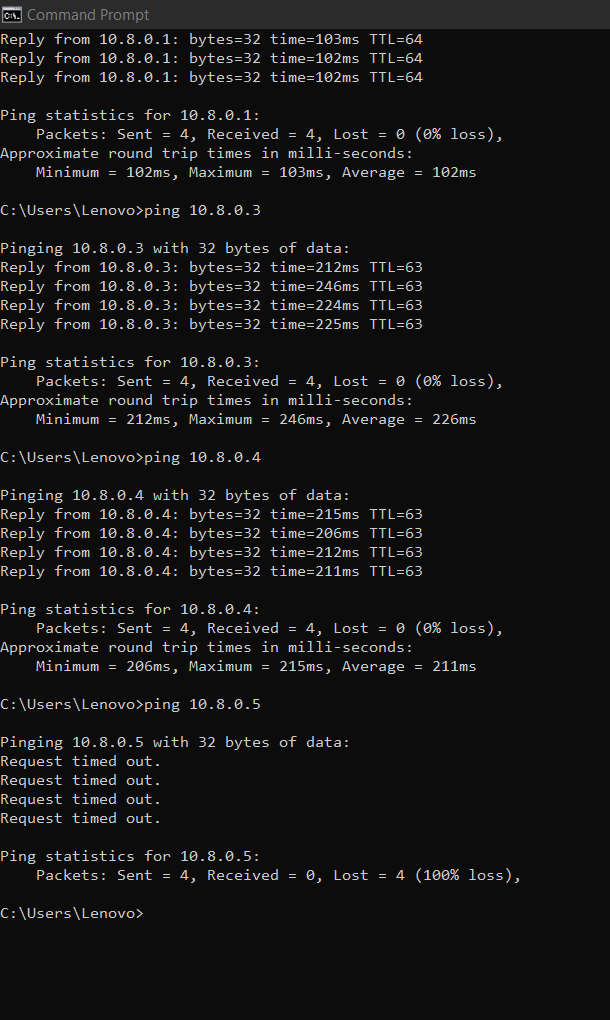 Command Prompt
Reply from 10.8.0.1: bytes=32 time=103ms TTL=64
Reply from 10.8.0.1: bytes=32 time=102ms TTL=64
Reply from 10.8.0.1: bytes=32 time=102ms TTL=64

Ping statistics for 10.8.0.1:
    Packets: Sent = 4, Received = 4, Lost = 0 (0% loss),
Approximate round trip times in milli-seconds:
    Minimum = 102ms, Maximum = 103ms, Average = 102ms

C:\Users\Lenovo>ping 10.8.0.3

Pinging 10.8.0.3 with 32 bytes of data:
Reply from 10.8.0.3: bytes=32 time=212ms TTL=63
Reply from 10.8.0.3: bytes=32 time=246ms TTL=63
Reply from 10.8.0.3: bytes=32 time=224ms TTL=63
Reply from 10.8.0.3: bytes=32 time=225ms TTL=63

Ping statistics for 10.8.0.3:
    Packets: Sent = 4, Received = 4, Lost = 0 (0% loss),
Approximate round trip times in milli-seconds:
    Minimum = 212ms, Maximum = 246ms, Average = 226ms

C:\Users\Lenovo>ping 10.8.0.4

Pinging 10.8.0.4 with 32 bytes of data:
Reply from 10.8.0.4: bytes=32 time=215ms TTL=63
Reply from 10.8.0.4: bytes=32 time=206ms TTL=63
Reply from 10.8.0.4: bytes=32 time=212ms TTL=63
Reply from 10.8.0.4: bytes=32 time=211ms TTL=63

Ping statistics for 10.8.0.4:
    Packets: Sent = 4, Received = 4, Lost = 0 (0% loss),
Approximate round trip times in milli-seconds:
    Minimum = 206ms, Maximum = 215ms, Average = 211ms

C:\Users\Lenovo>ping 10.8.0.5

Pinging 10.8.0.5 with 32 bytes of data:
Request timed out.
Request timed out.
Request timed out.
Request timed out.

Ping statistics for 10.8.0.5:
    Packets: Sent = 4, Received = 0, Lost = 4 (100% loss),

C:\Users\Lenovo>